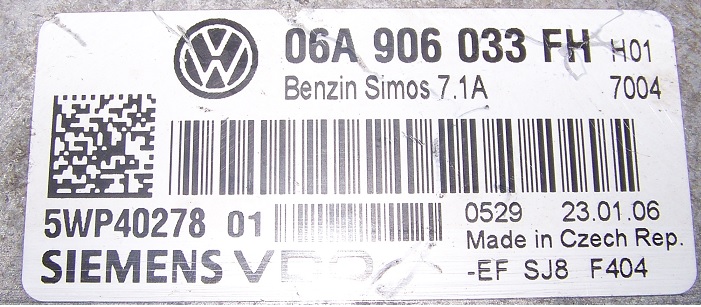 06A 906 033 FH H01
Benzin Simos 7.1A 7004
5WP40278 01 0529 23.01.06
Made in Czech Rep.
SIEMENS VDO -EF SJ8 F404